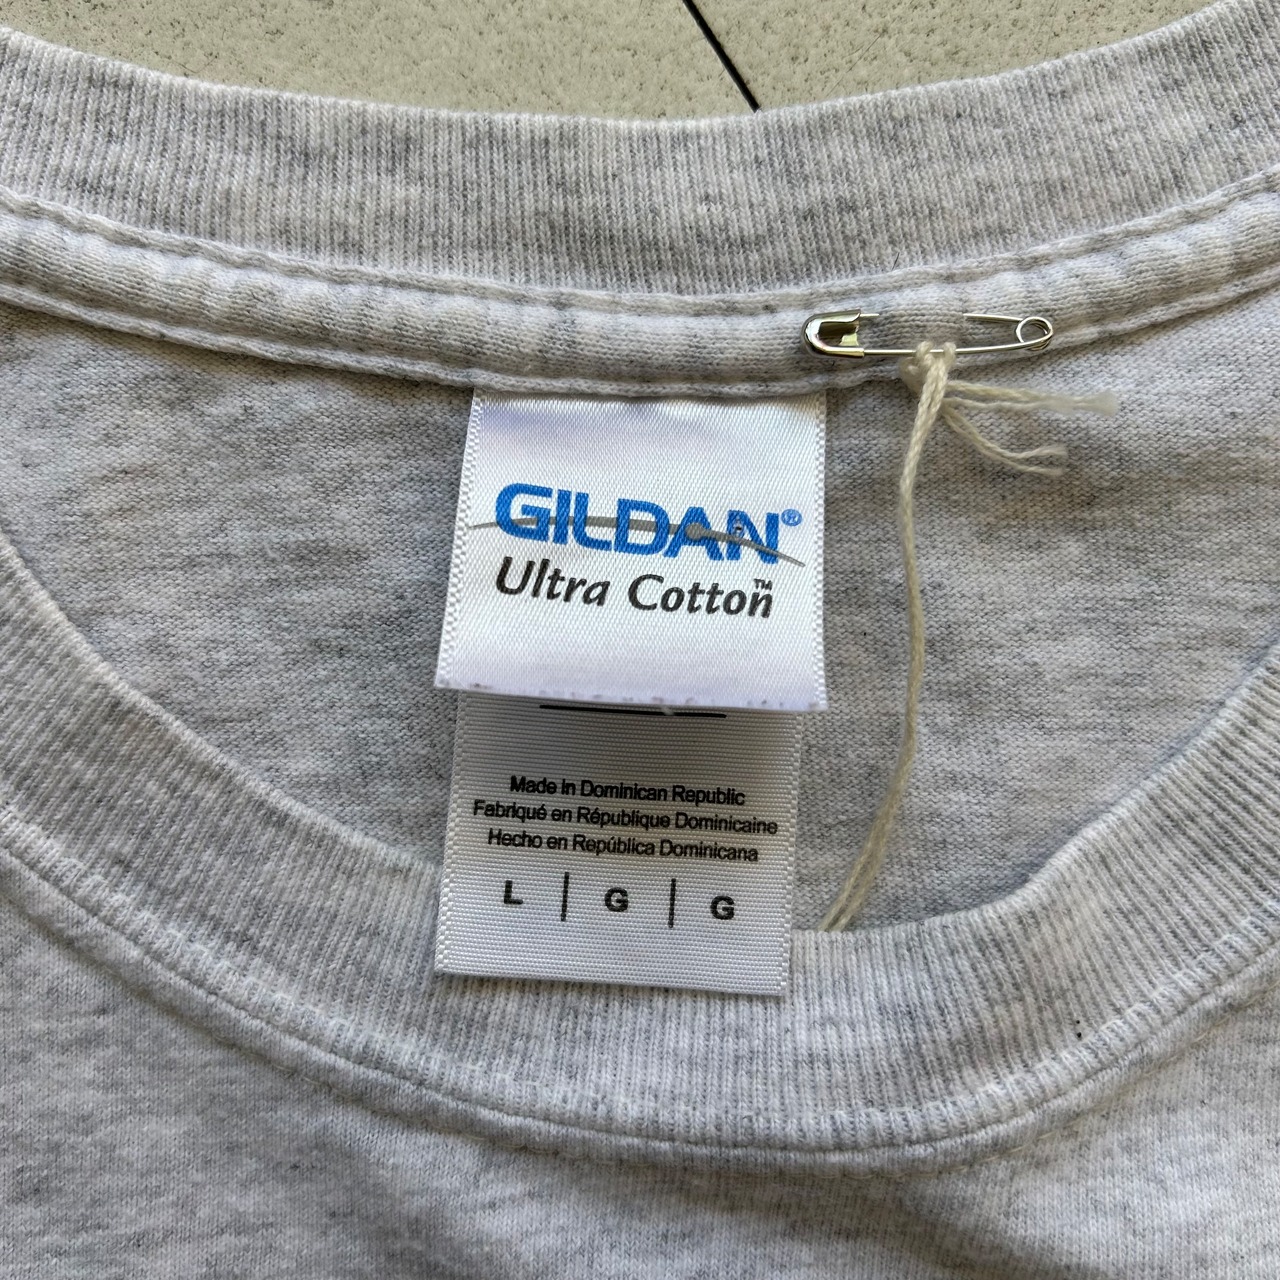 GILDAN®
Ultra Cotton™
Made in Dominican Republic
Fabriqué en République Dominicaine
Hecho en República Dominicana
L | G | G